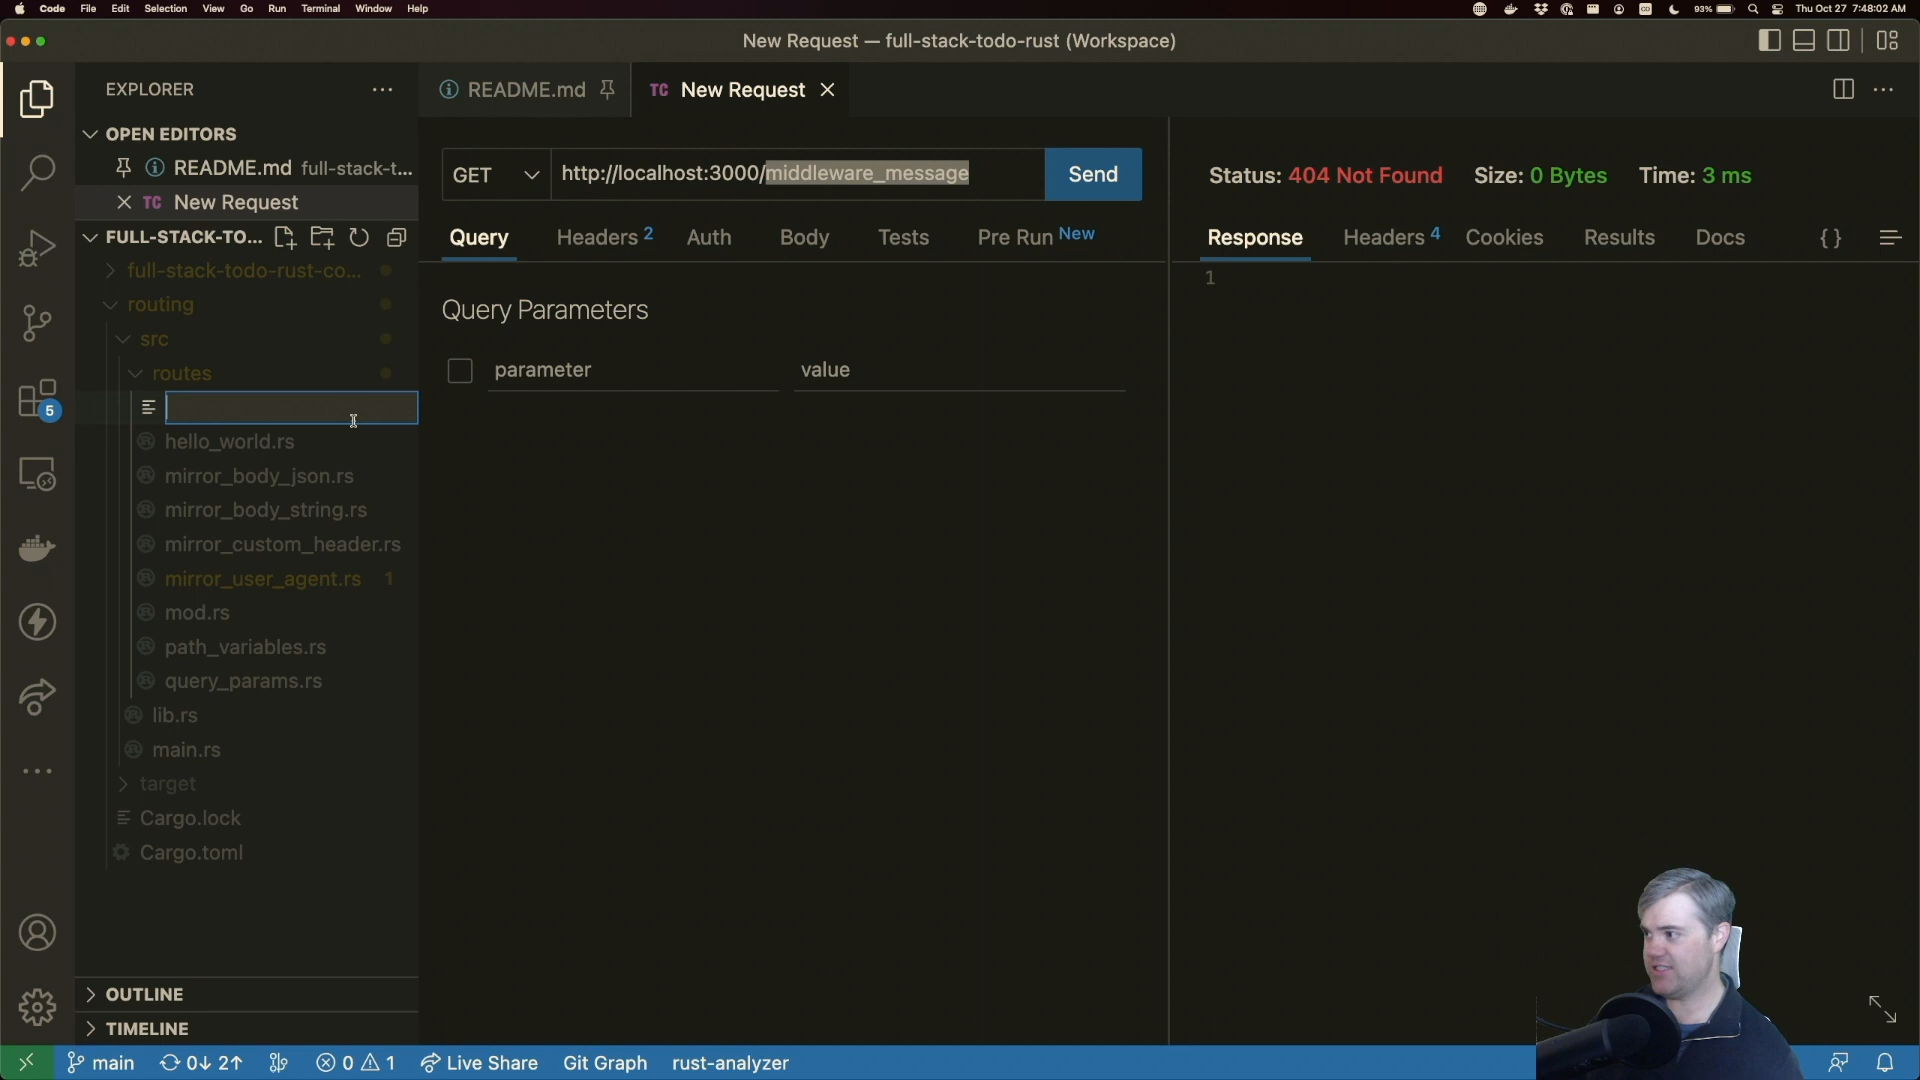 Code File Edit Selection View Go Run Terminal Window Help
93% Thu Oct 27 7:48:02 AM
New Request — full-stack-todo-rust (Workspace)
EXPLORER
README.md
TC New Request
OPEN EDITORS
README.md full-stack-t...
TC New Request
FULL-STACK-TO...
full-stack-todo-rust-co...
routing
src
routes
hello_world.rs
mirror_body_json.rs
mirror_body_string.rs
mirror_custom_header.rs
mirror_user_agent.rs 1
mod.rs
path_variables.rs
query_params.rs
lib.rs
main.rs
target
Cargo.lock
Cargo.toml
OUTLINE
TIMELINE
5
GET http://localhost:3000/middleware_message Send
Query Headers 2 Auth Body Tests Pre Run New
Query Parameters
parameter value
Status: 404 Not Found Size: 0 Bytes Time: 3 ms
Response Headers 4 Cookies Results Docs { }
1
main 0↓ 2↑ 0 1 Live Share Git Graph rust-analyzer